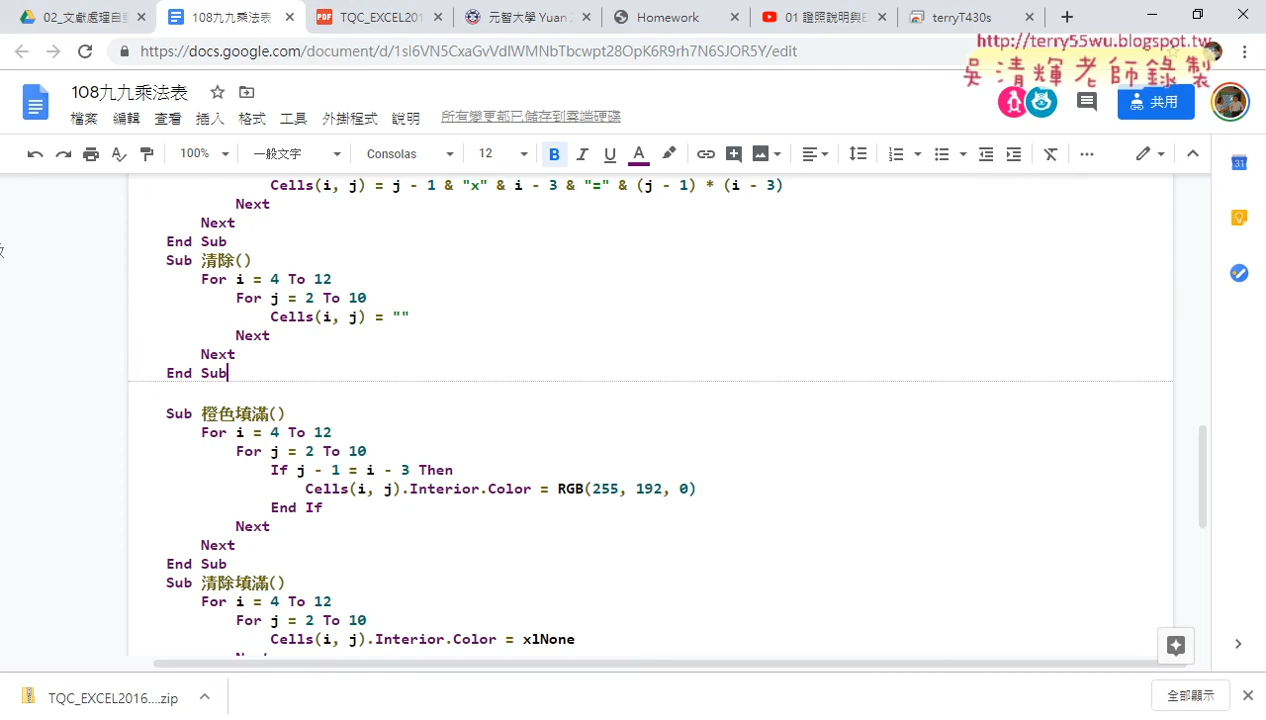 02_文獻處理自
108九九乘法表
PDF
TQC_EXCEL201
元智大學 Yuan
Homework
01 證照說明與E
terryT430s
https://docs.google.com/document/d/1sI6VN5CxaGvVdIWMNbTbcwpt28OpK6R9rh7N6SJOR5Y/edit
http://terry55wu.blogspot.tw
吳清輝老師錄製
108九九乘法表
檔案 編輯 查看 插入 格式 工具 外掛程式 說明 所有變更都已儲存到雲端硬碟
共用
100% 一般文字 Consolas 12 B I U A
31
Cells(i, j) = j - 1 & "x" & i - 3 & "=" & (j - 1) * (i - 3)
Next
Next
End Sub
Sub 清除()
For i = 4 To 12
For j = 2 To 10
Cells(i, j) = ""
Next
Next
End Sub
Sub 橙色填滿()
For i = 4 To 12
For j = 2 To 10
If j - 1 = i - 3 Then
Cells(i, j).Interior.Color = RGB(255, 192, 0)
End If
Next
Next
End Sub
Sub 清除填滿()
For i = 4 To 12
For j = 2 To 10
Cells(i, j).Interior.Color = xlNone
Next
TQC_EXCEL2016....zip
全部顯示